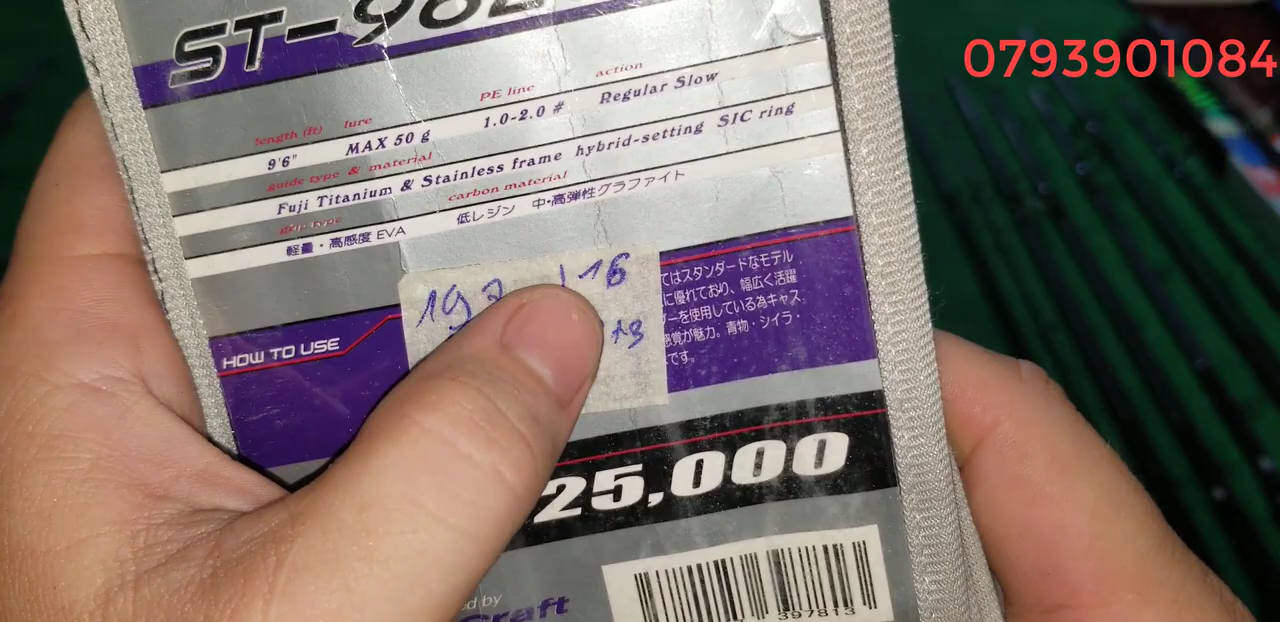 0793901084
ST-96
length (ft) lure PE line action
9'6" MAX 50 g 1.0-2.0 # Regular Slow
guide type & material
Fuji Titanium & Stainless frame hybrid-setting SIC ring
grip type carbon material
軽量・高感度 EVA 低レジン 中・高弾性グラファイト
HOW TO USE
てはスタンダードなモデル
に優れており、幅広く活躍
ーを使用している為キャス
感覚が魅力。青物・シイラ・
です。
16
+3
25,000
ed by
Craft
397813